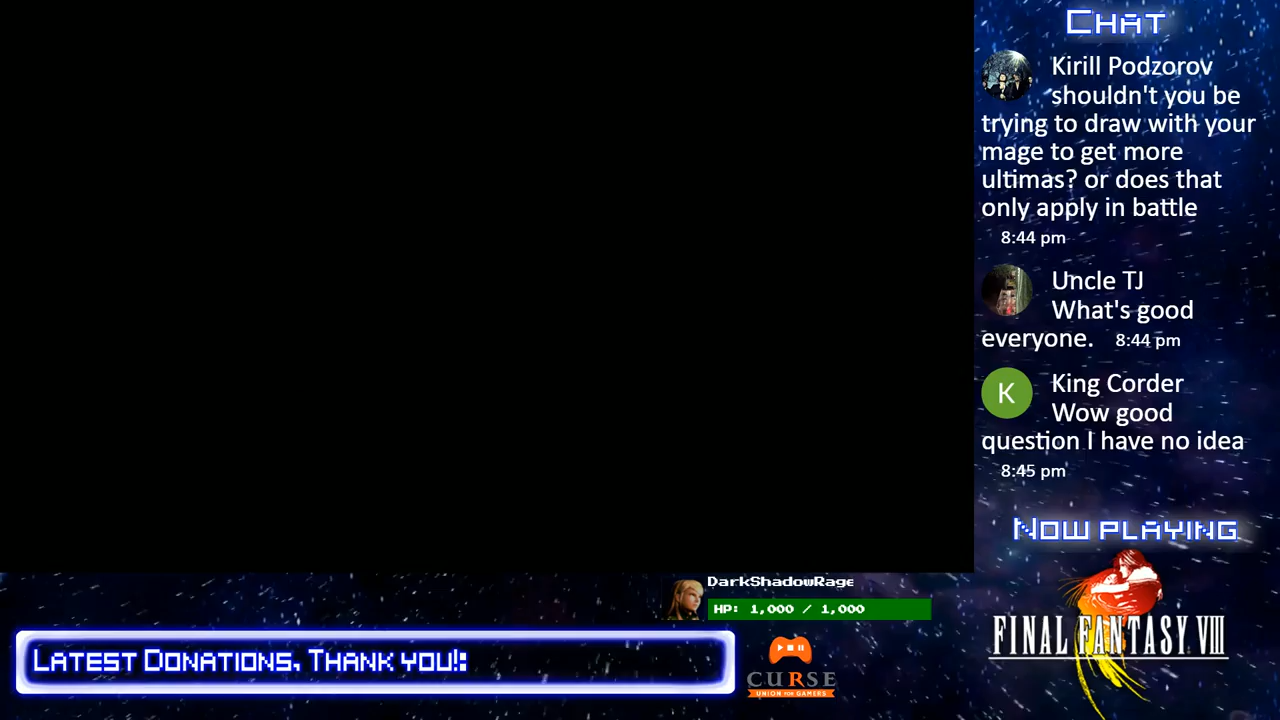 CHAT
Kirill Podzorov
shouldn't you be
trying to draw with your
mage to get more
ultimas? or does that
only apply in battle
8:44 pm
Uncle TJ
What's good
everyone. 8:44 pm
K
King Corder
Wow good
question I have no idea
8:45 pm
NOW PLAYING
FINAL FANTASY VIII
DarkShadowRage
HP: 1,000 / 1,000
LATEST DONATIONS, THANK YOU!:
CURSE
UNION FOR GAMERS